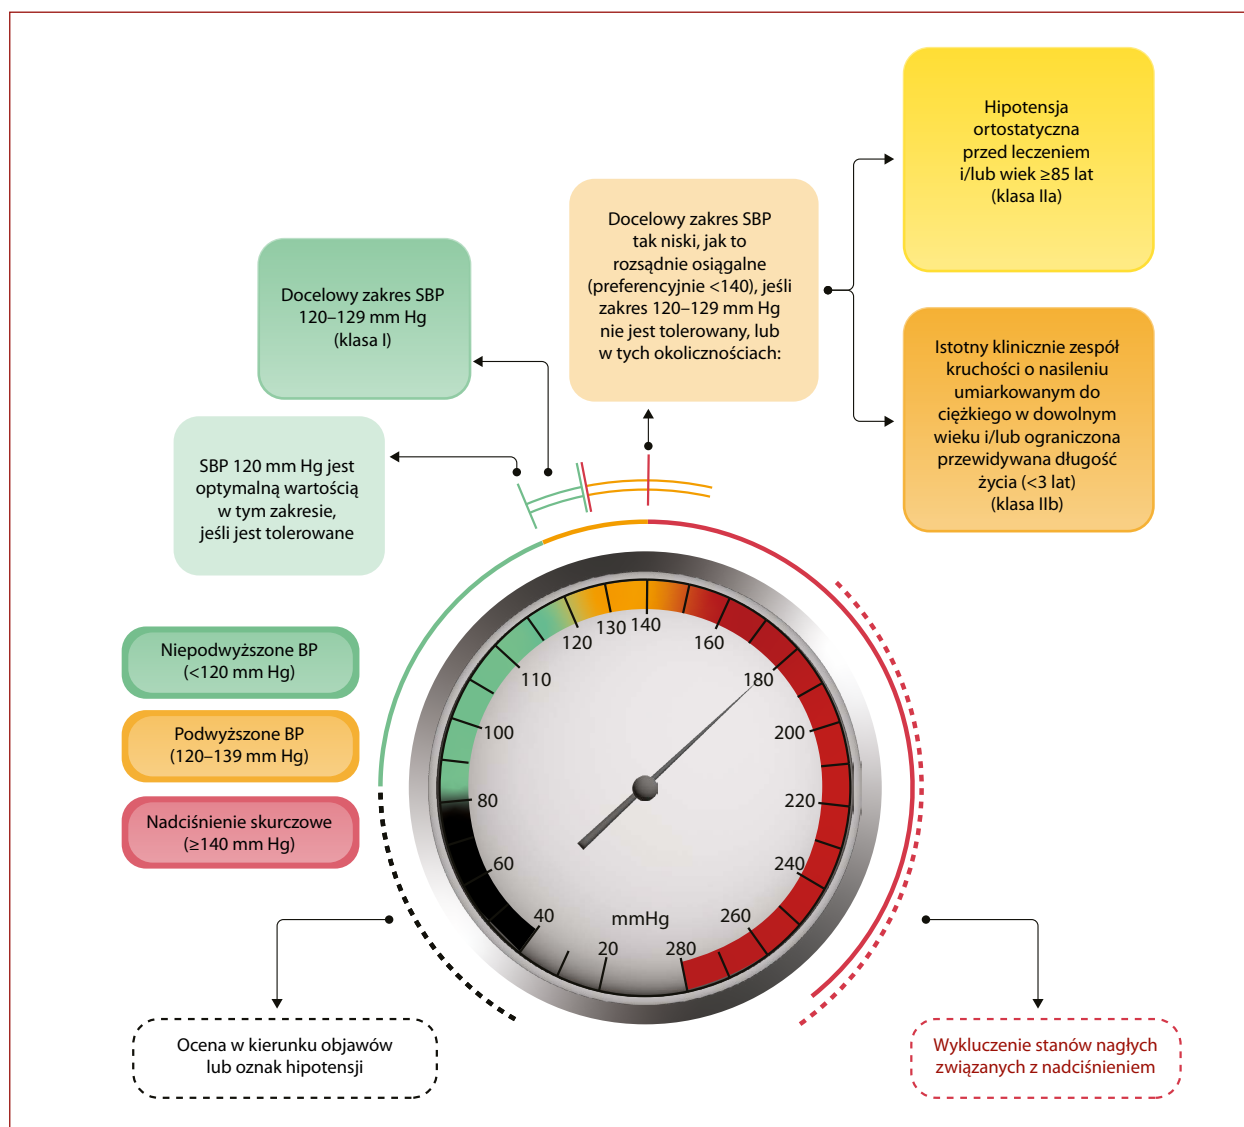 Hipotensja
ortostatyczna
przed leczeniem
i/lub wiek ≥85 lat
(klasa IIa)
Docelowy zakres SBP
tak niski, jak to
rozsądnie osiągalne
(preferencyjnie <140), jeśli
zakres 120–129 mm Hg
nie jest tolerowany, lub
w tych okolicznościach:
Docelowy zakres SBP
120–129 mm Hg
(klasa I)
Istotny klinicznie zespół
kruchości o nasileniu
umiarkowanym do
ciężkiego w dowolnym
wieku i/lub ograniczona
przewidywana długość
życia (<3 lat)
(klasa IIb)
SBP 120 mm Hg jest
optymalną wartością
w tym zakresie,
jeśli jest tolerowane
Niepodwyższone BP
(<120 mm Hg)
Podwyższone BP
(120–139 mm Hg)
Nadciśnienie skurczowe
(≥140 mm Hg)
20
40
60
80
100
110
120
130
140
160
180
200
220
240
260
280
mmHg
Ocena w kierunku objawów
lub oznak hipotensji
Wykluczenie stanów nagłych
związanych z nadciśnieniem